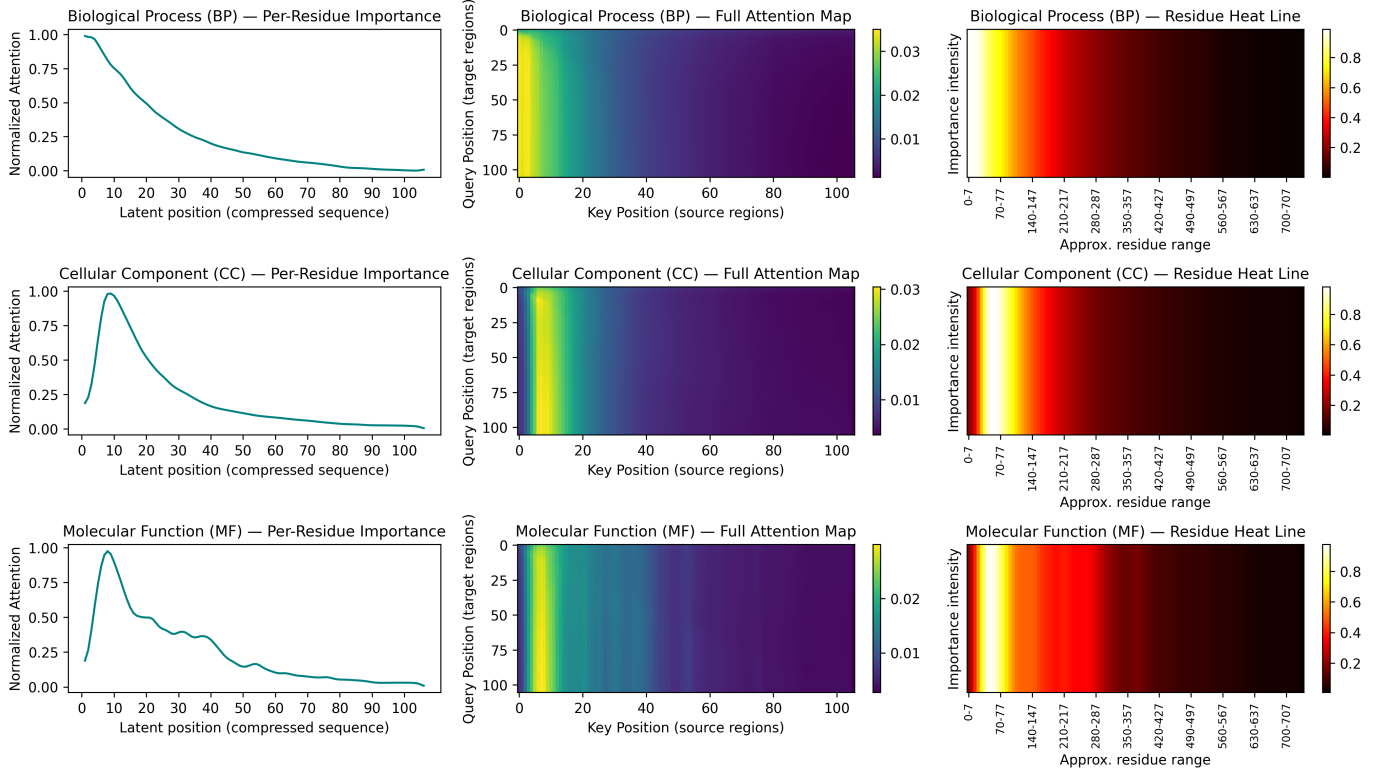 Biological Process (BP) — Per-Residue Importance
Normalized Attention
1.00
0.75
0.50
0.25
0.00
0 10 20 30 40 50 60 70 80 90 100
Latent position (compressed sequence)
Biological Process (BP) — Full Attention Map
Query Position (target regions)
0
25
50
75
100
0 20 40 60 80 100
Key Position (source regions)
0.03
0.02
0.01
Biological Process (BP) — Residue Heat Line
Importance intensity
0-7 70-77 140-147 210-217 280-287 350-357 420-427 490-497 560-567 630-637 700-707
Approx. residue range
0.8
0.6
0.4
0.2
Cellular Component (CC) — Per-Residue Importance
Normalized Attention
1.00
0.75
0.50
0.25
0.00
0 10 20 30 40 50 60 70 80 90 100
Latent position (compressed sequence)
Cellular Component (CC) — Full Attention Map
Query Position (target regions)
0
25
50
75
100
0 20 40 60 80 100
Key Position (source regions)
0.03
0.02
0.01
Cellular Component (CC) — Residue Heat Line
Importance intensity
0-7 70-77 140-147 210-217 280-287 350-357 420-427 490-497 560-567 630-637 700-707
Approx. residue range
0.8
0.6
0.4
0.2
Molecular Function (MF) — Per-Residue Importance
Normalized Attention
1.00
0.75
0.50
0.25
0.00
0 10 20 30 40 50 60 70 80 90 100
Latent position (compressed sequence)
Molecular Function (MF) — Full Attention Map
Query Position (target regions)
0
25
50
75
100
0 20 40 60 80 100
Key Position (source regions)
0.02
0.01
Molecular Function (MF) — Residue Heat Line
Importance intensity
0-7 70-77 140-147 210-217 280-287 350-357 420-427 490-497 560-567 630-637 700-707
Approx. residue range
0.8
0.6
0.4
0.2